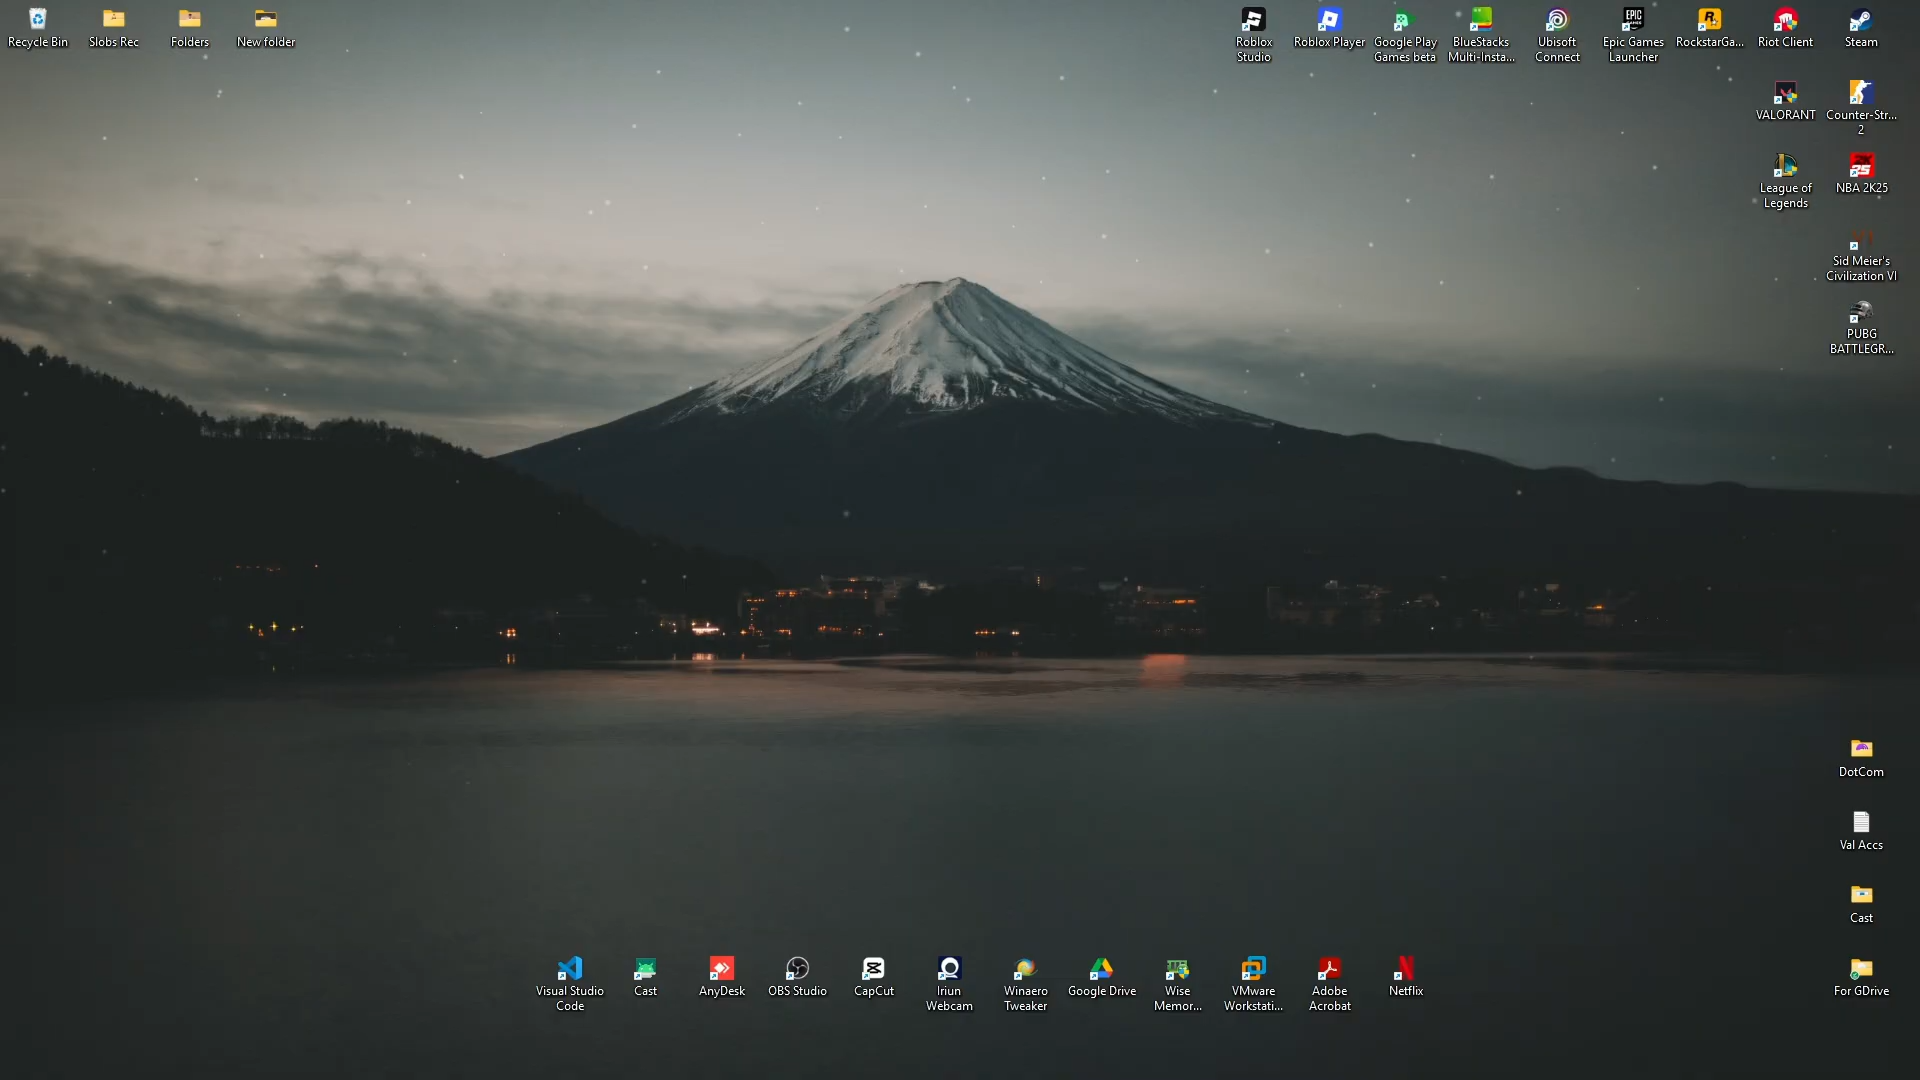 Recycle Bin
Slobs Rec
Folders
New folder
Roblox
Studio
Roblox Player
Google Play
Games beta
BlueStacks
Multi-Insta...
Ubisoft
Connect
Epic Games
Launcher
RockstarGa...
Riot Client
Steam
VALORANT
Counter-Str...
2
League of
Legends
NBA 2K25
Sid Meier's
Civilization VI
PUBG
BATTLEGR...
DotCom
Val Accs
Cast
For GDrive
Visual Studio
Code
Cast
AnyDesk
OBS Studio
CapCut
Iriun
Webcam
Winaero
Tweaker
Google Drive
Wise
Memor...
VMware
Workstati...
Adobe
Acrobat
Netflix